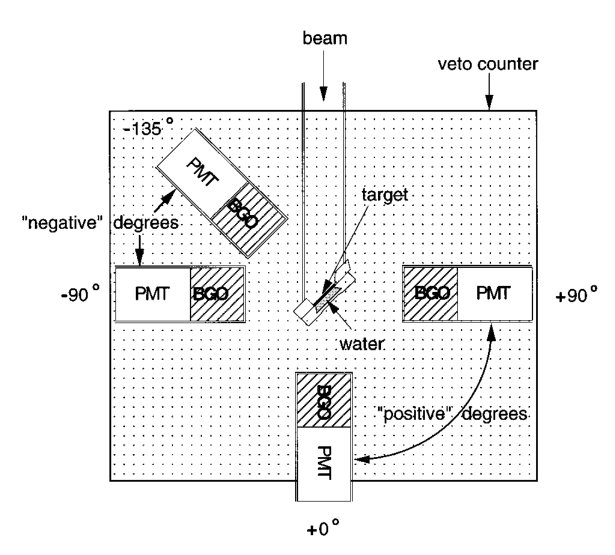 beam
veto counter
-135°
PMT
BGO
target
"negative" degrees
-90°
PMT
BGO
BGO
PMT
+90°
water
BGO
"positive" degrees
PMT
+0°